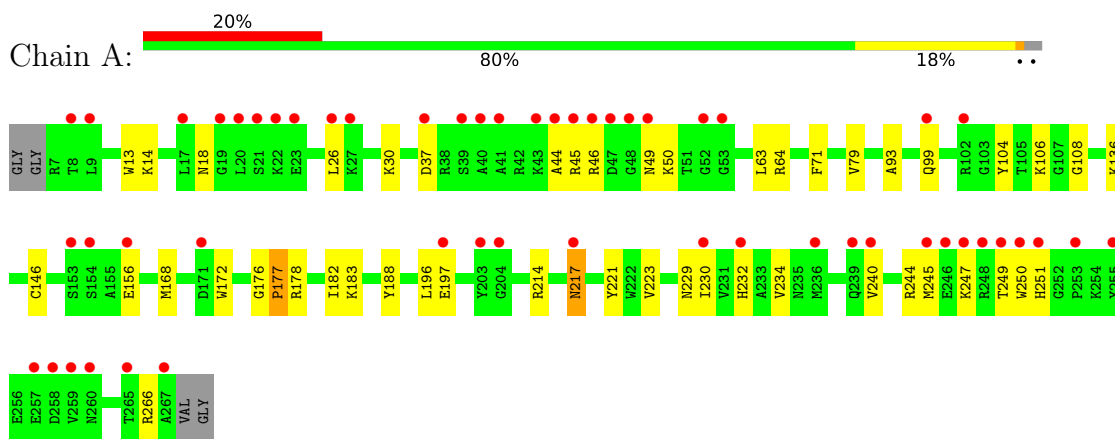 20%
Chain A:
80% 18% • •
GLY GLY R7 T8 L9 W13 K14 L17 N18 G19 L20 S21 K22 E23 L26 K27 K30 D37 R38 S39 A40 A41 R42 K43 A44 R45 R46 D47 G48 N49 K50 T51 G52 G53 L63 R64 F71 V79 A93 Q99 R102 G103 Y104 T105 K106 G107 G108 K136
C146 S153 S154 A155 E156 M168 D171 W172 G176 P177 R178 I182 K183 Y188 L196 E197 Y203 G204 R214 N217 Y221 W222 V223 N229 I230 V231 H232 A233 V234 N235 M236 Q239 V240 R244 M245 E246 K247 R248 T249 W250 H251 G252 P253 K254
E256 E257 D258 V259 N260 T265 R266 A267 VAL GLY